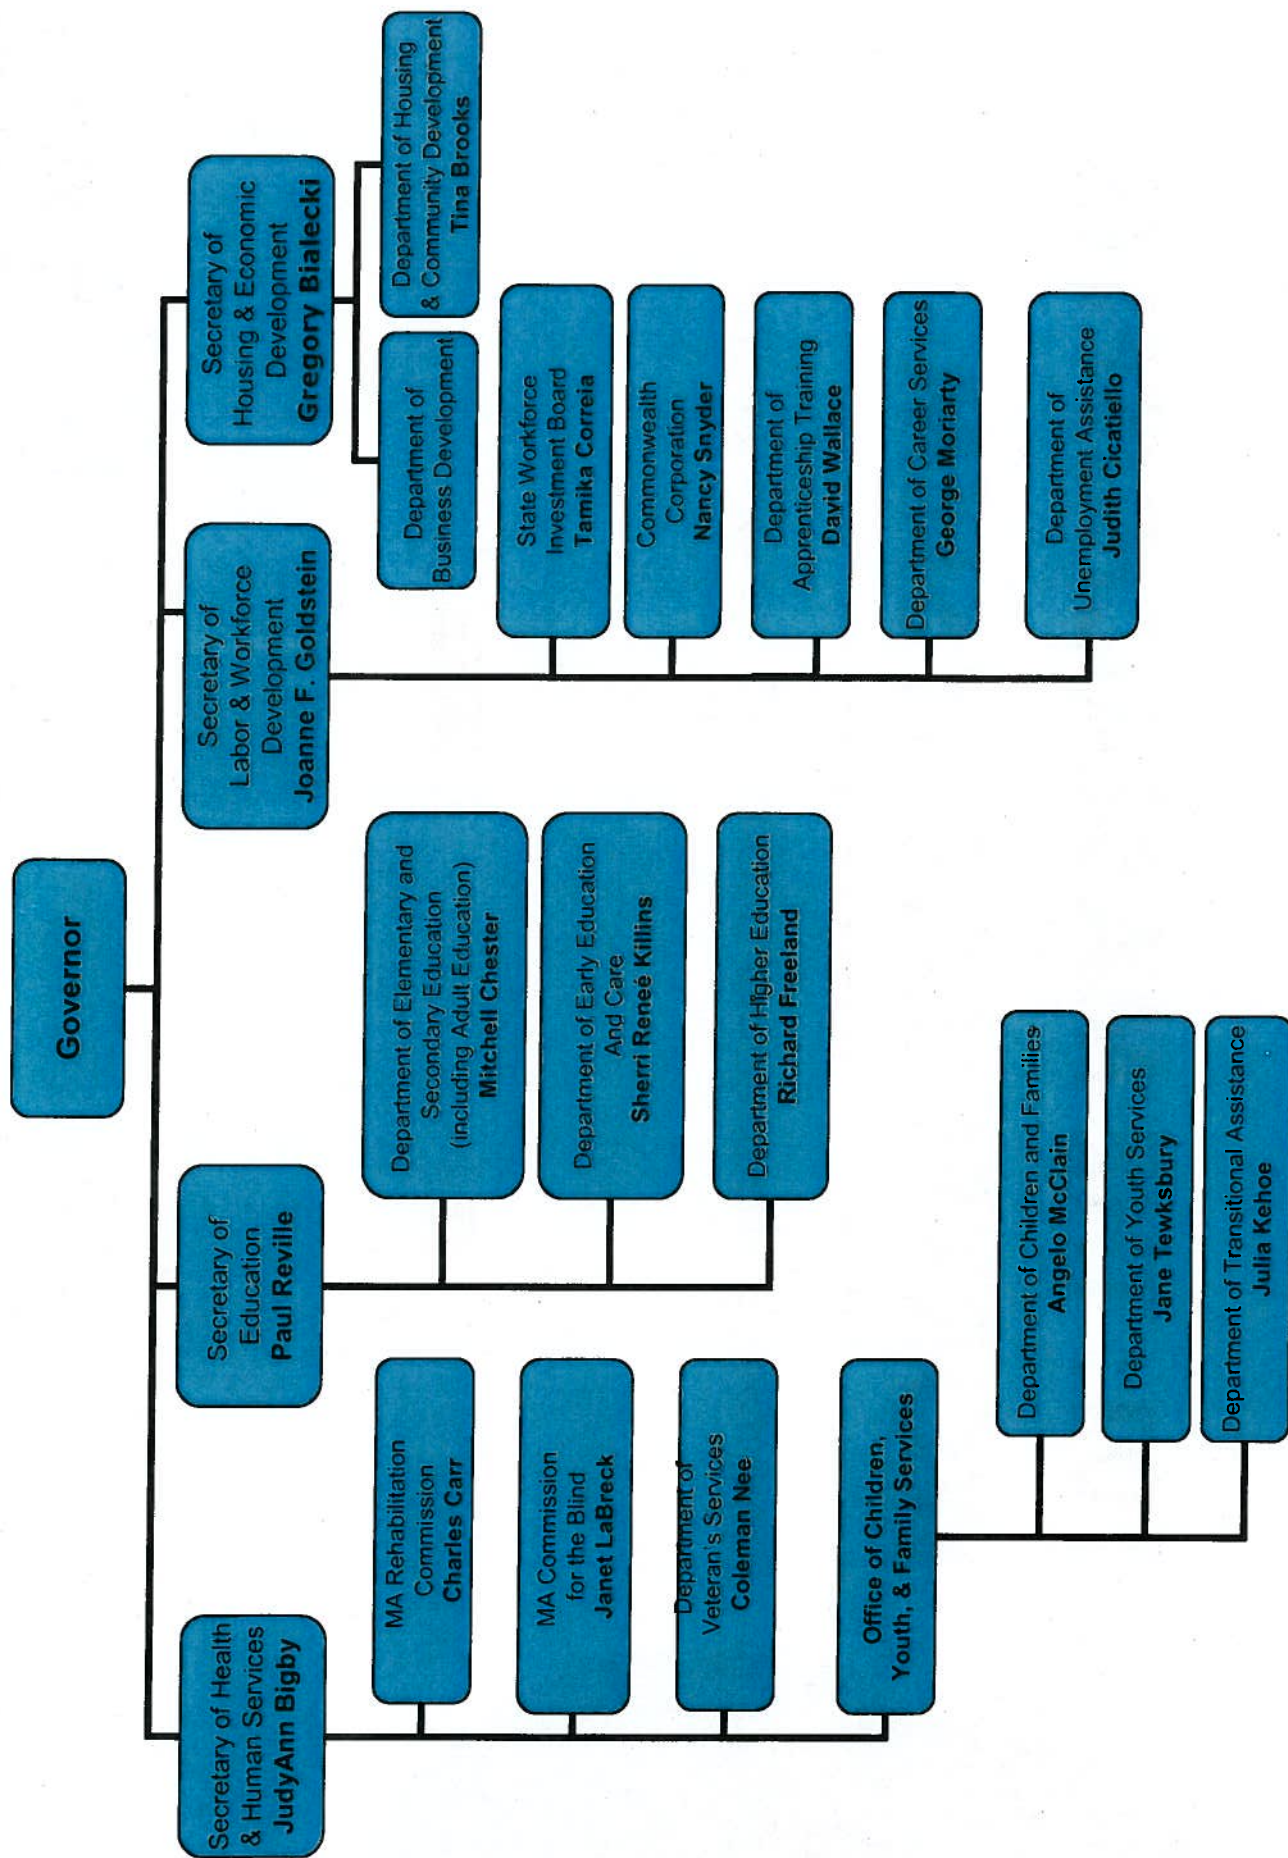 Governor
Secretary of Health
& Human Services
JudyAnn Bigby
MA Rehabilitation
Commission
Charles Carr
MA Commission
for the Blind
Janet LaBreck
Department of
Veteran's Services
Coleman Nee
Office of Children,
Youth, & Family Services
Department of Children and Families
Angelo McClain
Department of Youth Services
Jane Tewksbury
Department of Transitional Assistance
Julia Kehoe
Secretary of
Education
Paul Reville
Department of Elementary and
Secondary Education
(including Adult Education)
Mitchell Chester
Department of Early Education
And Care
Sherri Reneé Killins
Department of Higher Education
Richard Freeland
Secretary of
Labor & Workforce
Development
Joanne F. Goldstein
State Workforce
Investment Board
Tamika Correia
Commonwealth
Corporation
Nancy Snyder
Department of
Apprenticeship Training
David Wallace
Department of Career Services
George Moriarty
Department of
Unemployment Assistance
Judith Cicatiello
Secretary of
Housing & Economic
Development
Gregory Bialecki
Department of
Business Development
Department of Housing
& Community Development
Tina Brooks